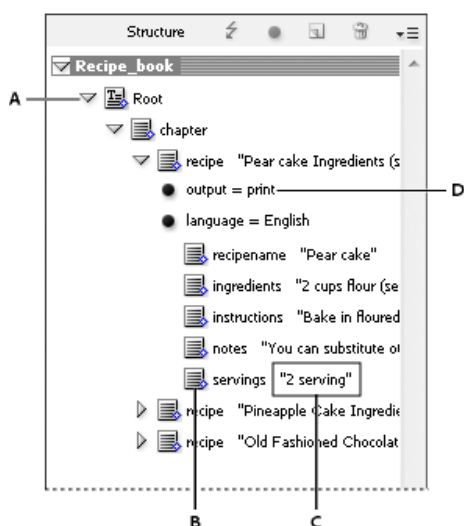 Structure
Recipe_book
A
Root
chapter
recipe "Pear cake Ingredients (s
output = print
D
language = English
recipename "Pear cake"
ingredients "2 cups flour (se
instructions "Bake in floured
notes "You can substitute ot
servings "2 serving"
recipe "Pineapple Cake Ingredie
recipe "Old Fashioned Chocolat
B
C